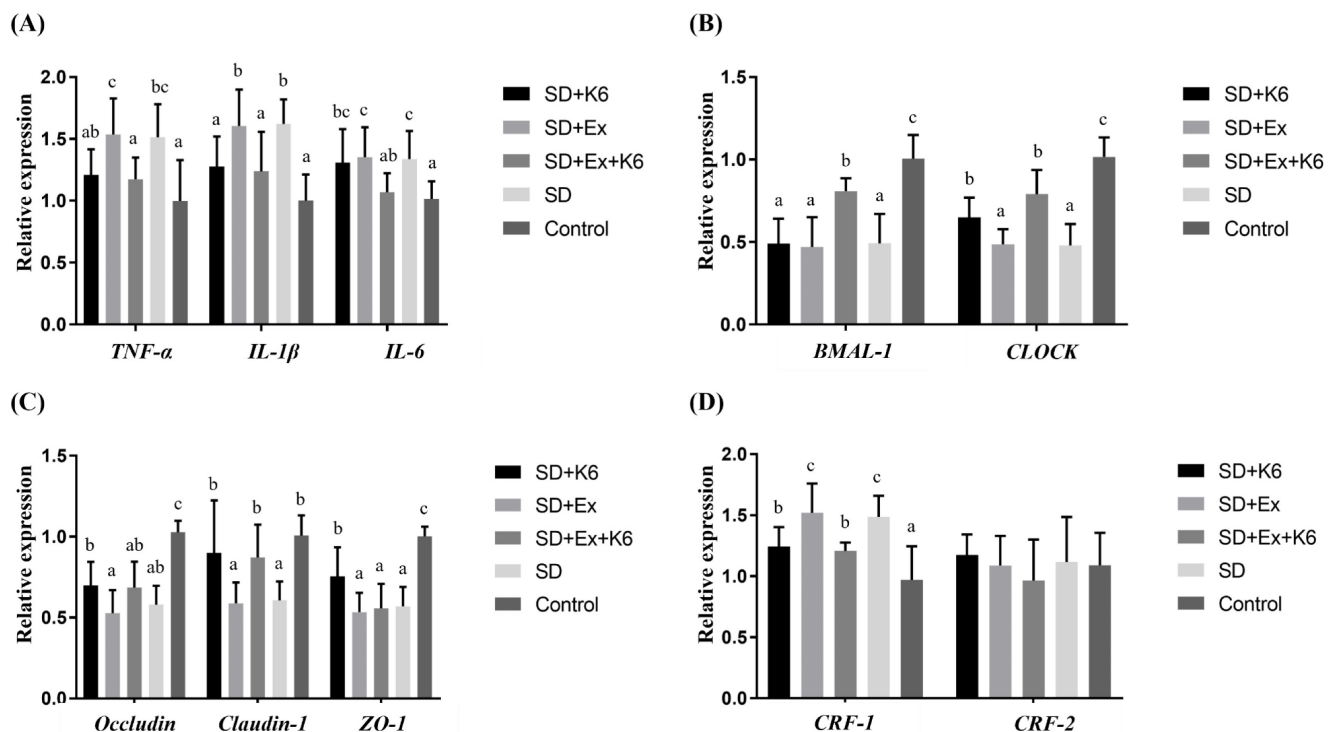 (A)
Relative expression
2.0
1.5
1.0
0.5
0.0
ab c a bc a
a b a b a
bc c ab c a
TNF-α IL-1β IL-6
SD+K6
SD+Ex
SD+Ex+K6
SD
Control
(B)
Relative expression
1.5
1.0
0.5
0.0
a a b a c
b a b a c
BMAL-1 CLOCK
SD+K6
SD+Ex
SD+Ex+K6
SD
Control
(C)
Relative expression
1.5
1.0
0.5
0.0
b a ab ab c
b a b a b
b a a a c
Occludin Claudin-1 ZO-1
SD+K6
SD+Ex
SD+Ex+K6
SD
Control
(D)
Relative expression
2.0
1.5
1.0
0.5
0.0
b c b c a
CRF-1 CRF-2
SD+K6
SD+Ex
SD+Ex+K6
SD
Control